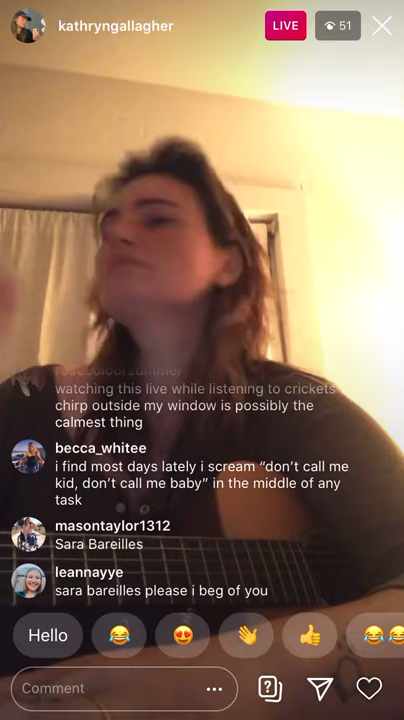 kathryngallagher
LIVE
51
rosecoloursummer
watching this live while listening to crickets
chirp outside my window is possibly the
calmest thing
becca_whitee
i find most days lately i scream “don’t call me
kid, don’t call me baby” in the middle of any
task
masontaylor1312
Sara Bareilles
leannayye
sara bareilles please i beg of you
Hello
Comment